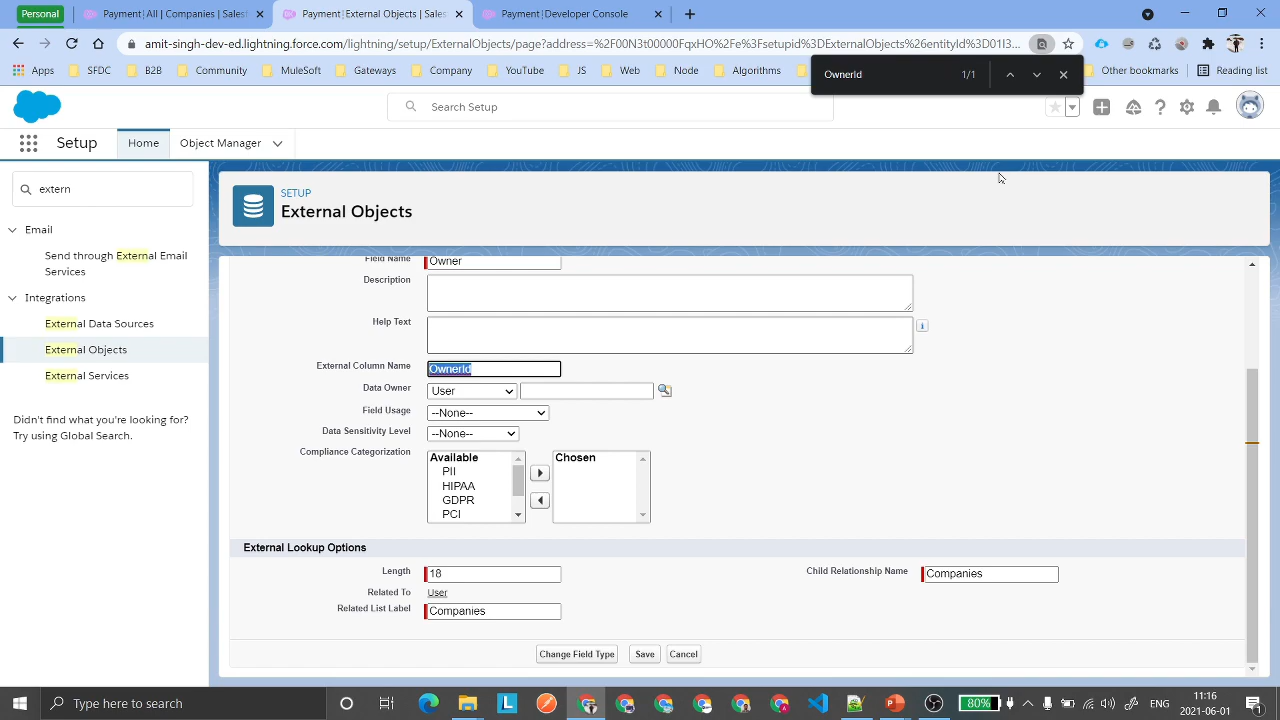 Personal
Payment|All | Companies | Sales
Payment|External Objects | Sales
Payment|Developer Console
amit-singh-dev-ed.lightning.force.com/lightning/setup/ExternalObjects/page?address=%2F00N3t00000FqxHO%2Fe%3Fsetupid%3DExternalObjects%26entityId%3D01I3...
Apps
SFDC
B2B
Community
MuleSoft
Gateways
Company
YouTube
JS
Web
Node
Algorithms
Other bookmarks
Reading list
OwnerId 1/1
Search Setup
Setup
Home
Object Manager
extern
Email
Send through External Email
Services
Integrations
External Data Sources
External Objects
External Services
Didn't find what you're looking for?
Try using Global Search.
SETUP
External Objects
Field Name Owner
Description
Help Text
External Column Name OwnerId
Data Owner User
Field Usage --None--
Data Sensitivity Level --None--
Compliance Categorization
Available Chosen
PII
HIPAA
GDPR
PCI
External Lookup Options
Length 18 Child Relationship Name Companies
Related To User
Related List Label Companies
Change Field Type Save Cancel
Type here to search
80%
ENG
11:16
2021-06-01